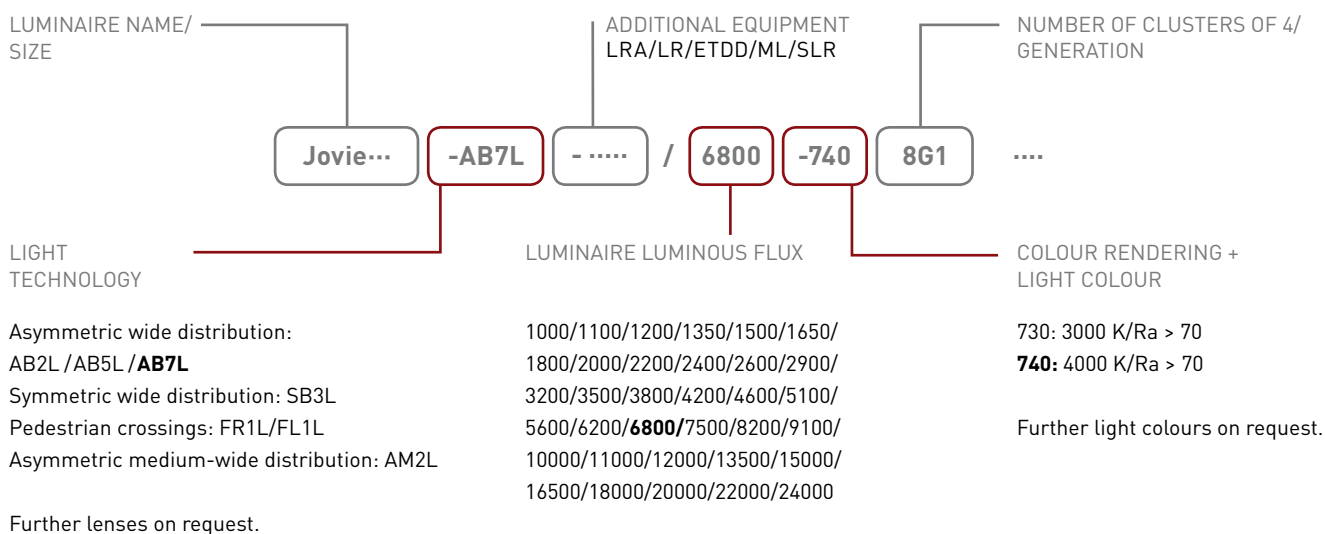 LUMINAIRE NAME/
SIZE
ADDITIONAL EQUIPMENT
LRA/LR/ETDD/ML/SLR
NUMBER OF CLUSTERS OF 4/
GENERATION
Jovie··· -AB7L - ····· / 6800 -740 8G1 ····
LIGHT
TECHNOLOGY
Asymmetric wide distribution:
AB2L /AB5L /AB7L
Symmetric wide distribution: SB3L
Pedestrian crossings: FR1L/FL1L
Asymmetric medium-wide distribution: AM2L
Further lenses on request.
LUMINAIRE LUMINOUS FLUX
1000/1100/1200/1350/1500/1650/
1800/2000/2200/2400/2600/2900/
3200/3500/3800/4200/4600/5100/
5600/6200/6800/7500/8200/9100/
10000/11000/12000/13500/15000/
16500/18000/20000/22000/24000
COLOUR RENDERING +
LIGHT COLOUR
730: 3000 K/Ra > 70
740: 4000 K/Ra > 70
Further light colours on request.